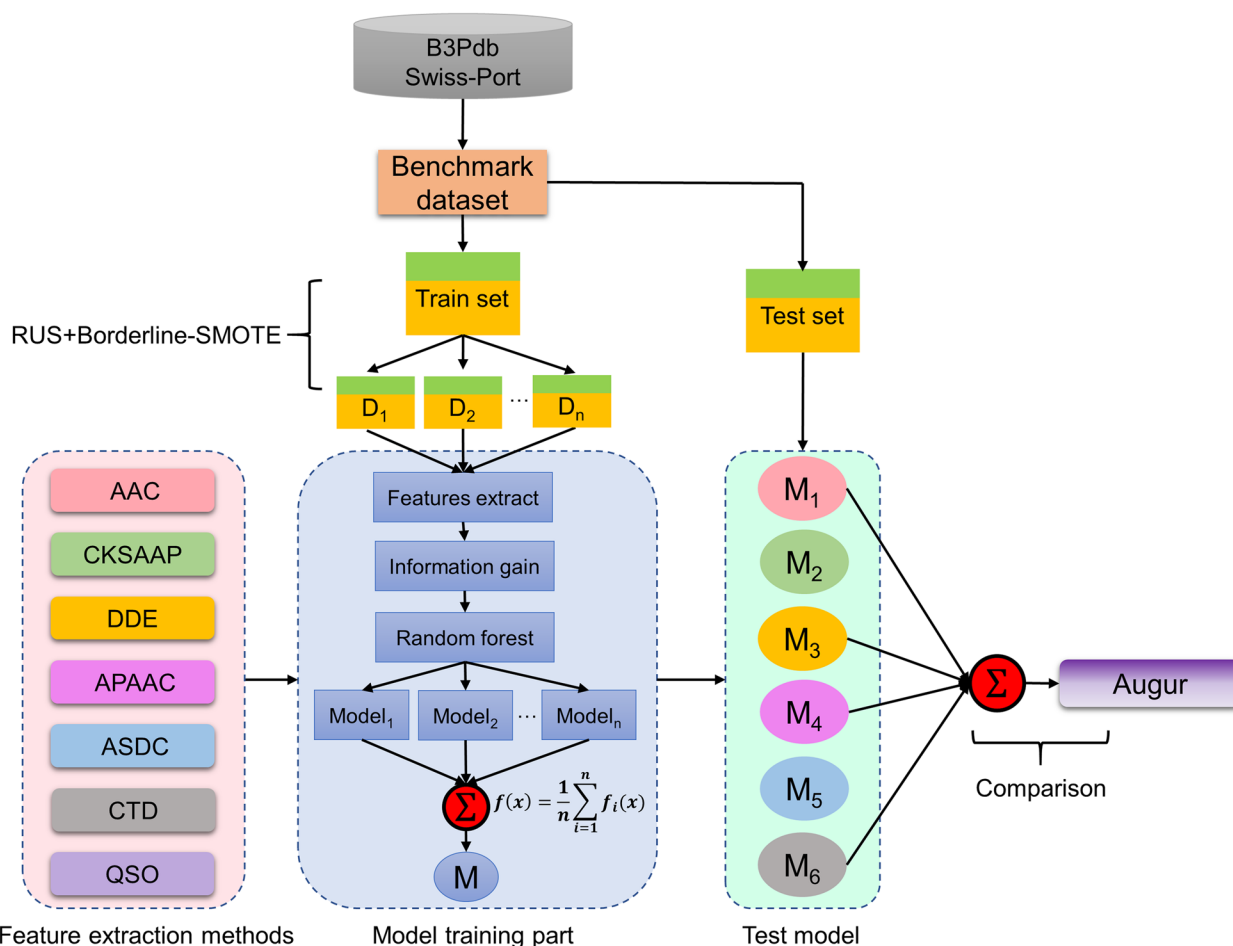 B3Pdb
Swiss-Port
Benchmark
dataset
Train set
Test set
RUS+Borderline-SMOTE
D1
D2
...
Dn
AAC
CKSAAP
DDE
APAAC
ASDC
CTD
QSO
Features extract
Information gain
Random forest
Model1
Model2
...
Modeln
Σ
f(x) = 1/n ∑ i=1 n fi(x)
M
M1
M2
M3
M4
M5
M6
Σ
Augur
Comparison
Feature extraction methods
Model training part
Test model